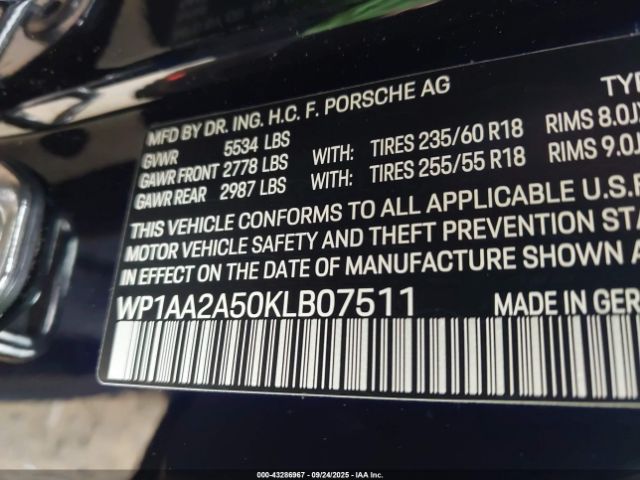 MFD BY DR. ING. H.C. F. PORSCHE AG TYP
GVWR 5534 LBS
GAWR FRONT 2778 LBS WITH: TIRES 235/60 R18 RIMS 8.0J
GAWR REAR 2987 LBS WITH: TIRES 255/55 R18 RIMS 9.0J
THIS VEHICLE CONFORMS TO ALL APPLICABLE U.S.F
MOTOR VEHICLE SAFETY AND THEFT PREVENTION STAN
IN EFFECT ON THE DATE OF MANUFACTURE SHOWN A
WP1AA2A50KLB07511 MADE IN GER
000-43286967 - 09/24/2025 - IAA Inc.